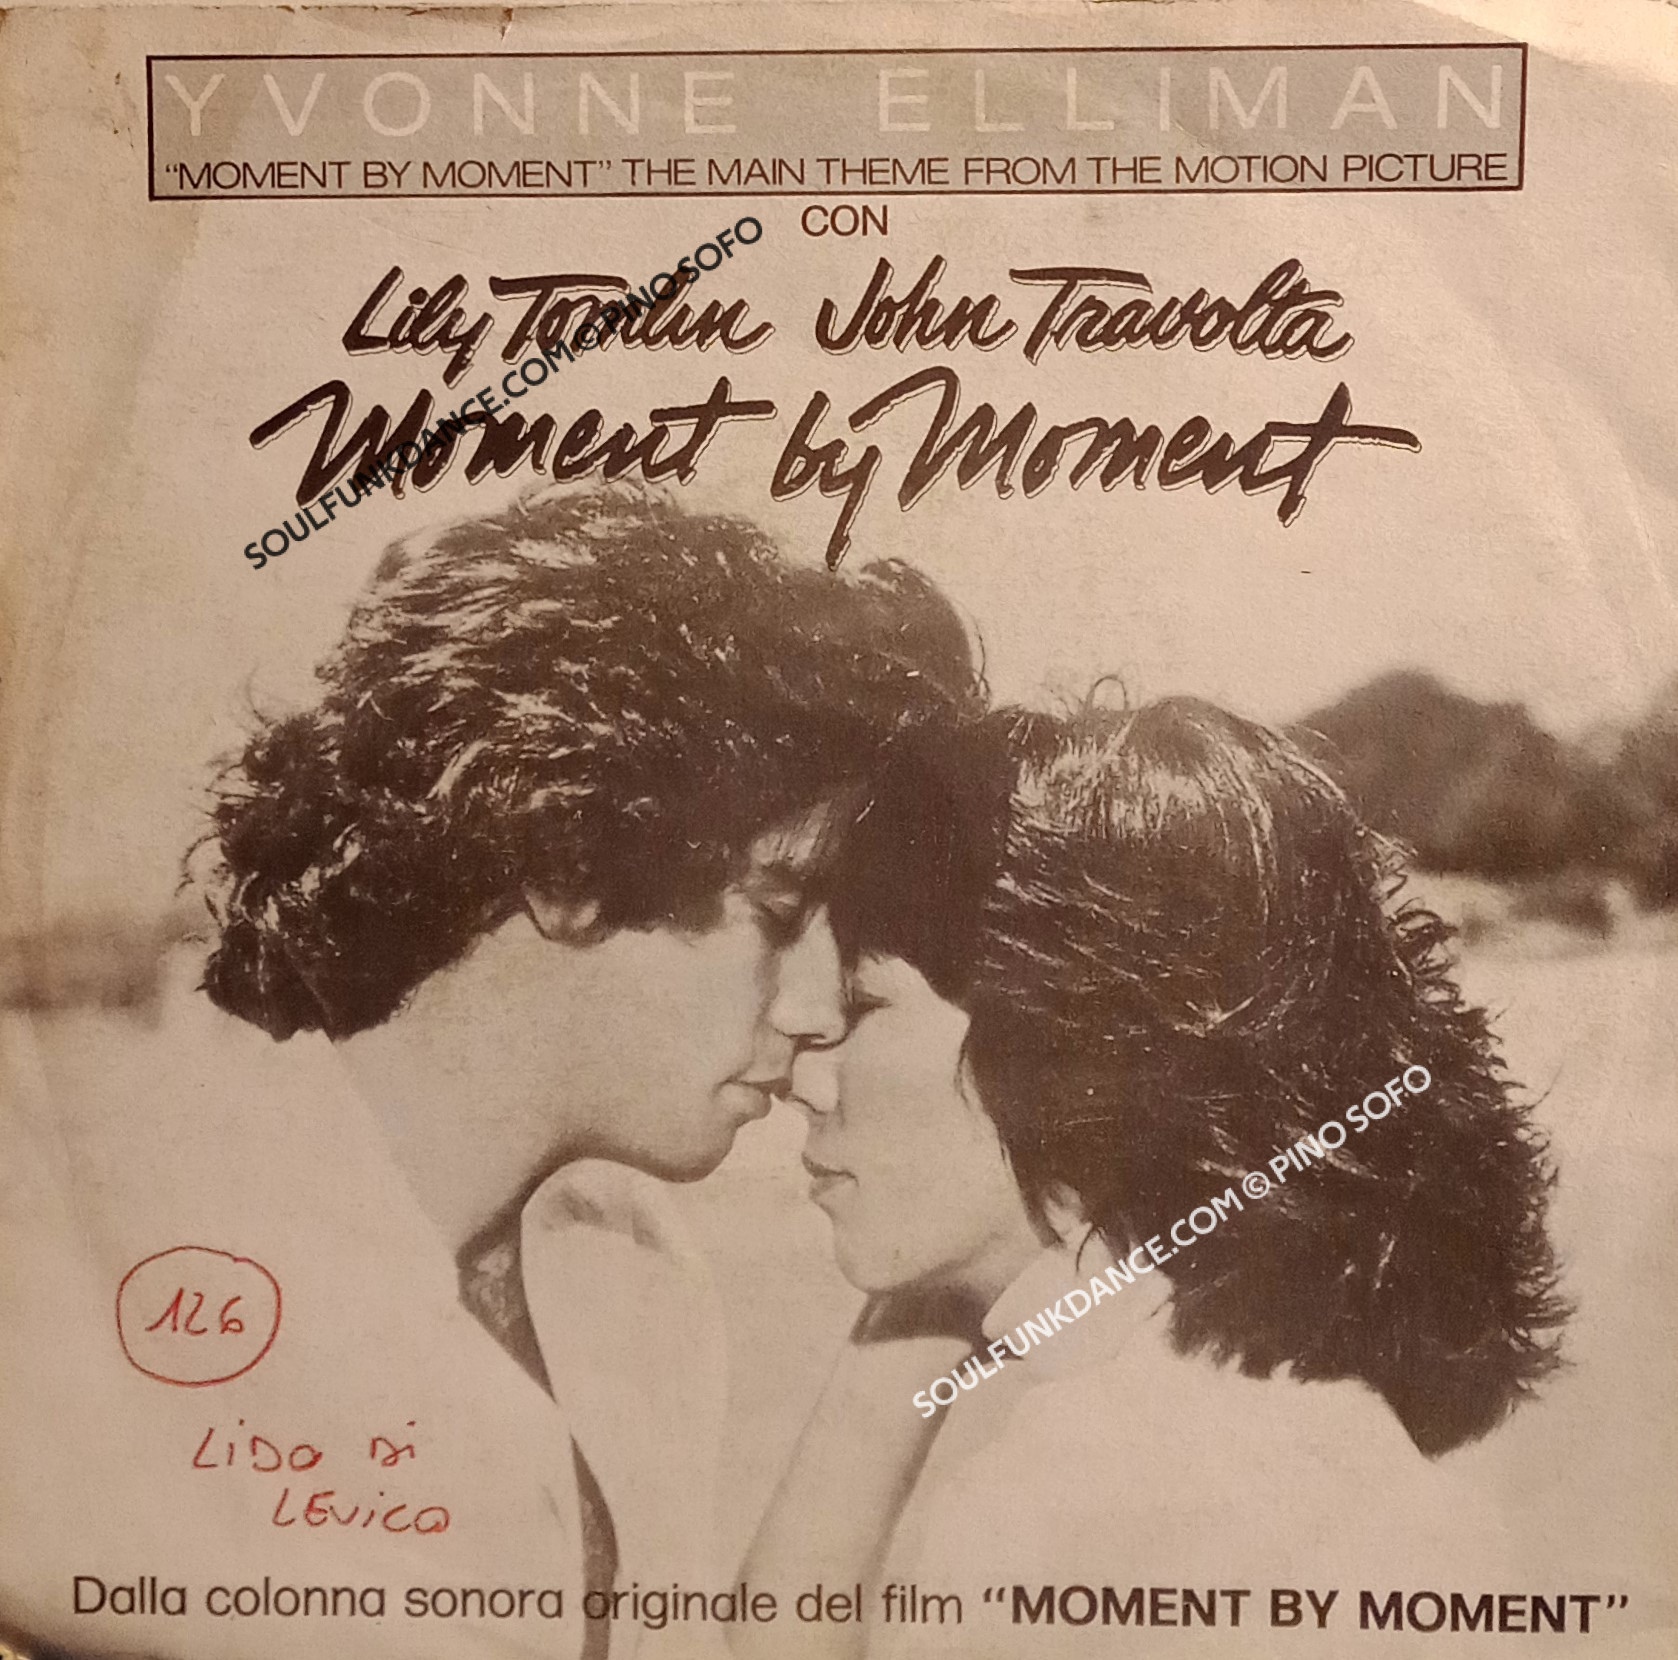 YVONNE ELLIMAN
“MOMENT BY MOMENT” THE MAIN THEME FROM THE MOTION PICTURE
CON
Lily Tomlin John Travolta
Moment by Moment
SOULFUNKDANCE.COM © PINO SOFO
SOULFUNKDANCE.COM © PINO SOFO
126
LIDO DI
LEVICO
Dalla colonna sonora originale del film “MOMENT BY MOMENT”